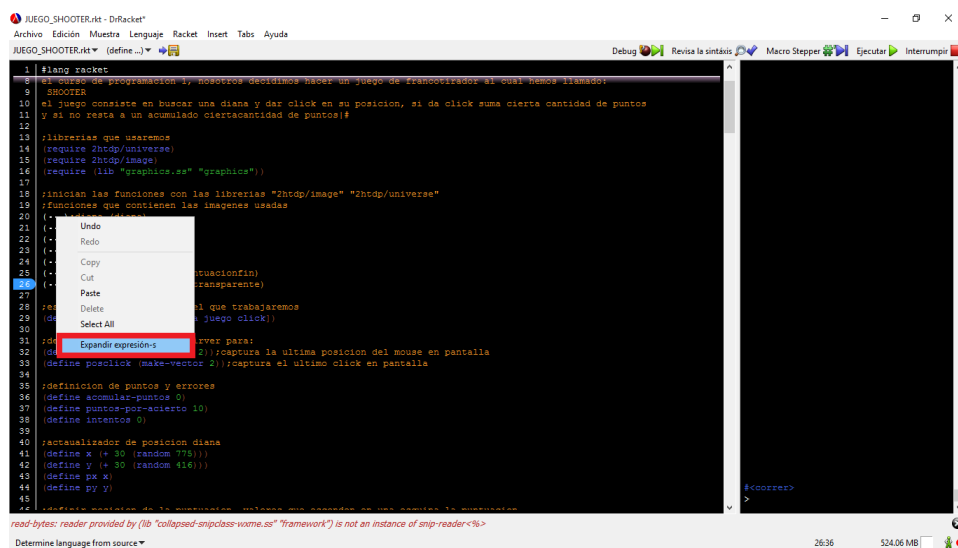 JUEGO_SHOOTER.rkt - DrRacket*
Archivo Edición Muestra Lenguaje Racket Insert Tabs Ayuda
JUEGO_SHOOTER.rkt (define ...) Debug Revisa la sintáxis Macro Stepper Ejecutar Interrumpir
1 #lang racket
8 el curso de programacion 1, nosotros decidimos hacer un juego de francotirador al cual hemos llamado:
9 SHOOTER
10 el juego consiste en buscar una diana y dar click en su posicion, si da click suma cierta cantidad de puntos
11 y si no resta a un acumulado ciertacantidad de puntos|#
12
13 ;librerias que usaremos
14 (require 2htdp/universe)
15 (require 2htdp/image)
16 (require (lib "graphics.ss" "graphics"))
17
18 ;inician las funciones con las librerias "2htdp/image" "2htdp/universe"
19 ;funciones que contienen las imagenes usadas
20 (
21 (
22 (
23 (
24 (
25 ( ntuacionfin)
26 ( transparente)
27
28 ;es el que trabajaremos
29 (de juego click))
30
31 ;de rver para:
32 (de 2));captura la ultima posicion del mouse en pantalla
33 (define posclick (make-vector 2));captura el ultimo click en pantalla
34
35 ;definicion de puntos y errores
36 (define acomular-puntos 0)
37 (define puntos-por-acierto 10)
38 (define intentos 0)
39
40 ;actaualizador de posicion diana
41 (define x (+ 30 (random 775)))
42 (define y (+ 30 (random 416)))
43 (define px x)
44 (define py y)
45
Undo
Redo
Copy
Cut
Paste
Delete
Select All
Expandir expresión-s
#<correr>
>
read-bytes: reader provided by (lib "collapsed-snipclass-wxme.ss" "framework") is not an instance of snip-reader<%>
Determine language from source 26:36 524.06 MB